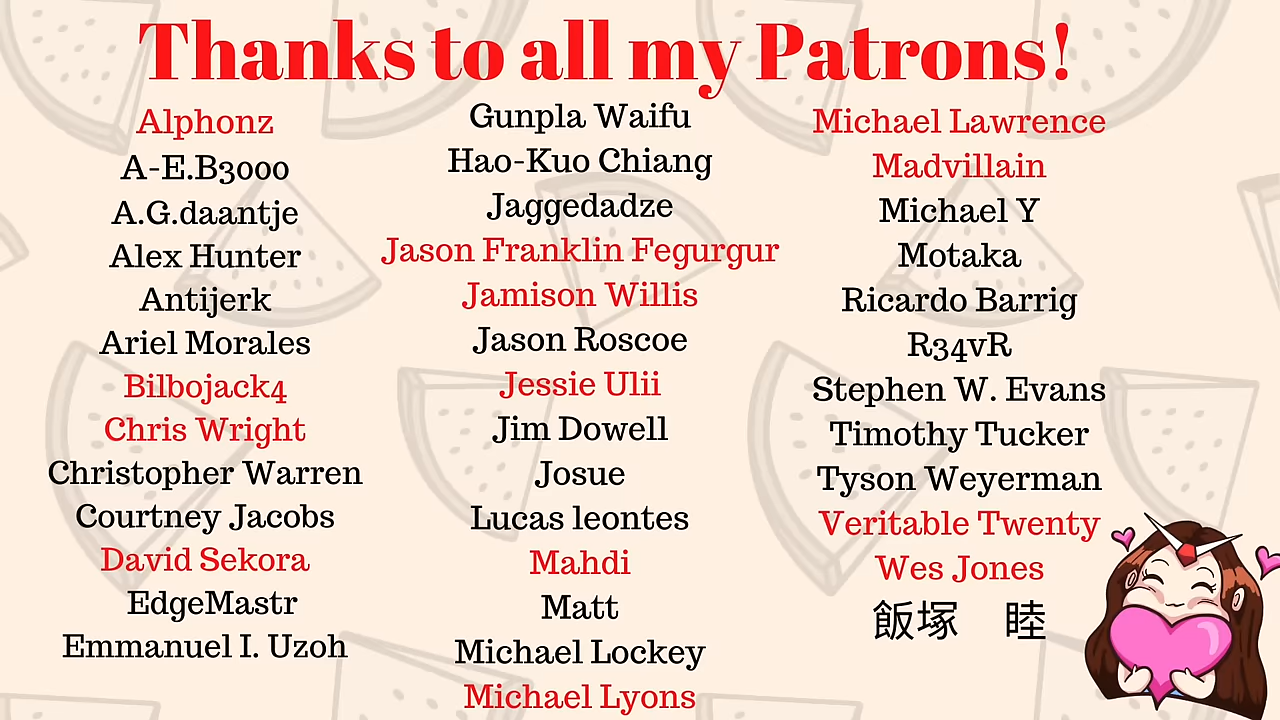 Thanks to all my Patrons!
Alphonz
A-E.B3000
A.G.daantje
Alex Hunter
Antijerk
Ariel Morales
Bilbojack4
Chris Wright
Christopher Warren
Courtney Jacobs
David Sekora
EdgeMastr
Emmanuel I. Uzoh
Gunpla Waifu
Hao-Kuo Chiang
Jaggedadze
Jason Franklin Fegurgur
Jamison Willis
Jason Roscoe
Jessie Ulii
Jim Dowell
Josue
Lucas leontes
Mahdi
Matt
Michael Lockey
Michael Lyons
Michael Lawrence
Madvillain
Michael Y
Motaka
Ricardo Barrig
R34vR
Stephen W. Evans
Timothy Tucker
Tyson Weyerman
Veritable Twenty
Wes Jones
飯塚　睦